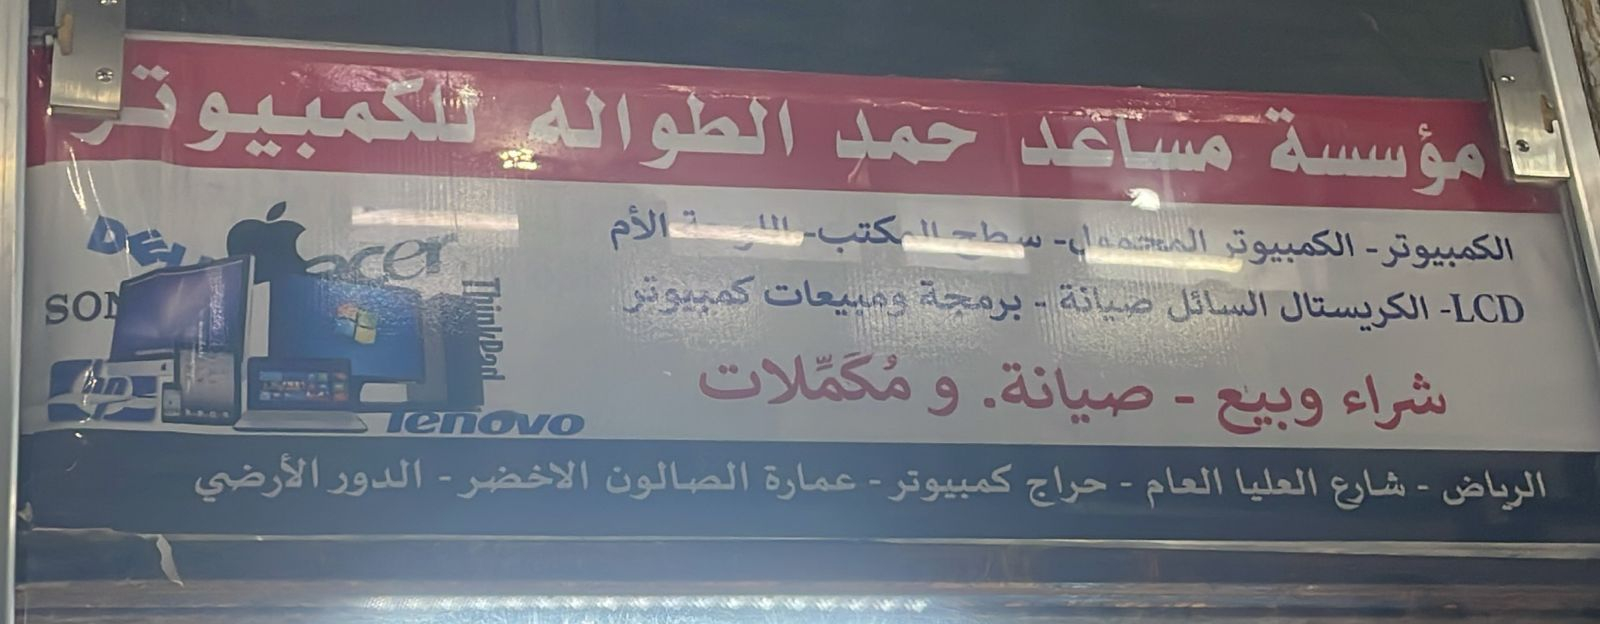 مؤسسة مساعد حمد الطواله للكمبيوتر
الكمبيوتر - الكمبيوتر المحمول - سطح المكتب - اللوحة الأم
LCD - الكريستال السائل صيانة - برمجة ومبيعات كمبيوتر
شراء وبيع - صيانة. و مُكَمِّلات
DELL
acer
SON
ThinkPad
hp
lenovo
الرياض - شارع العليا العام - حراج كمبيوتر - عمارة الصالون الاخضر - الدور الأرضي